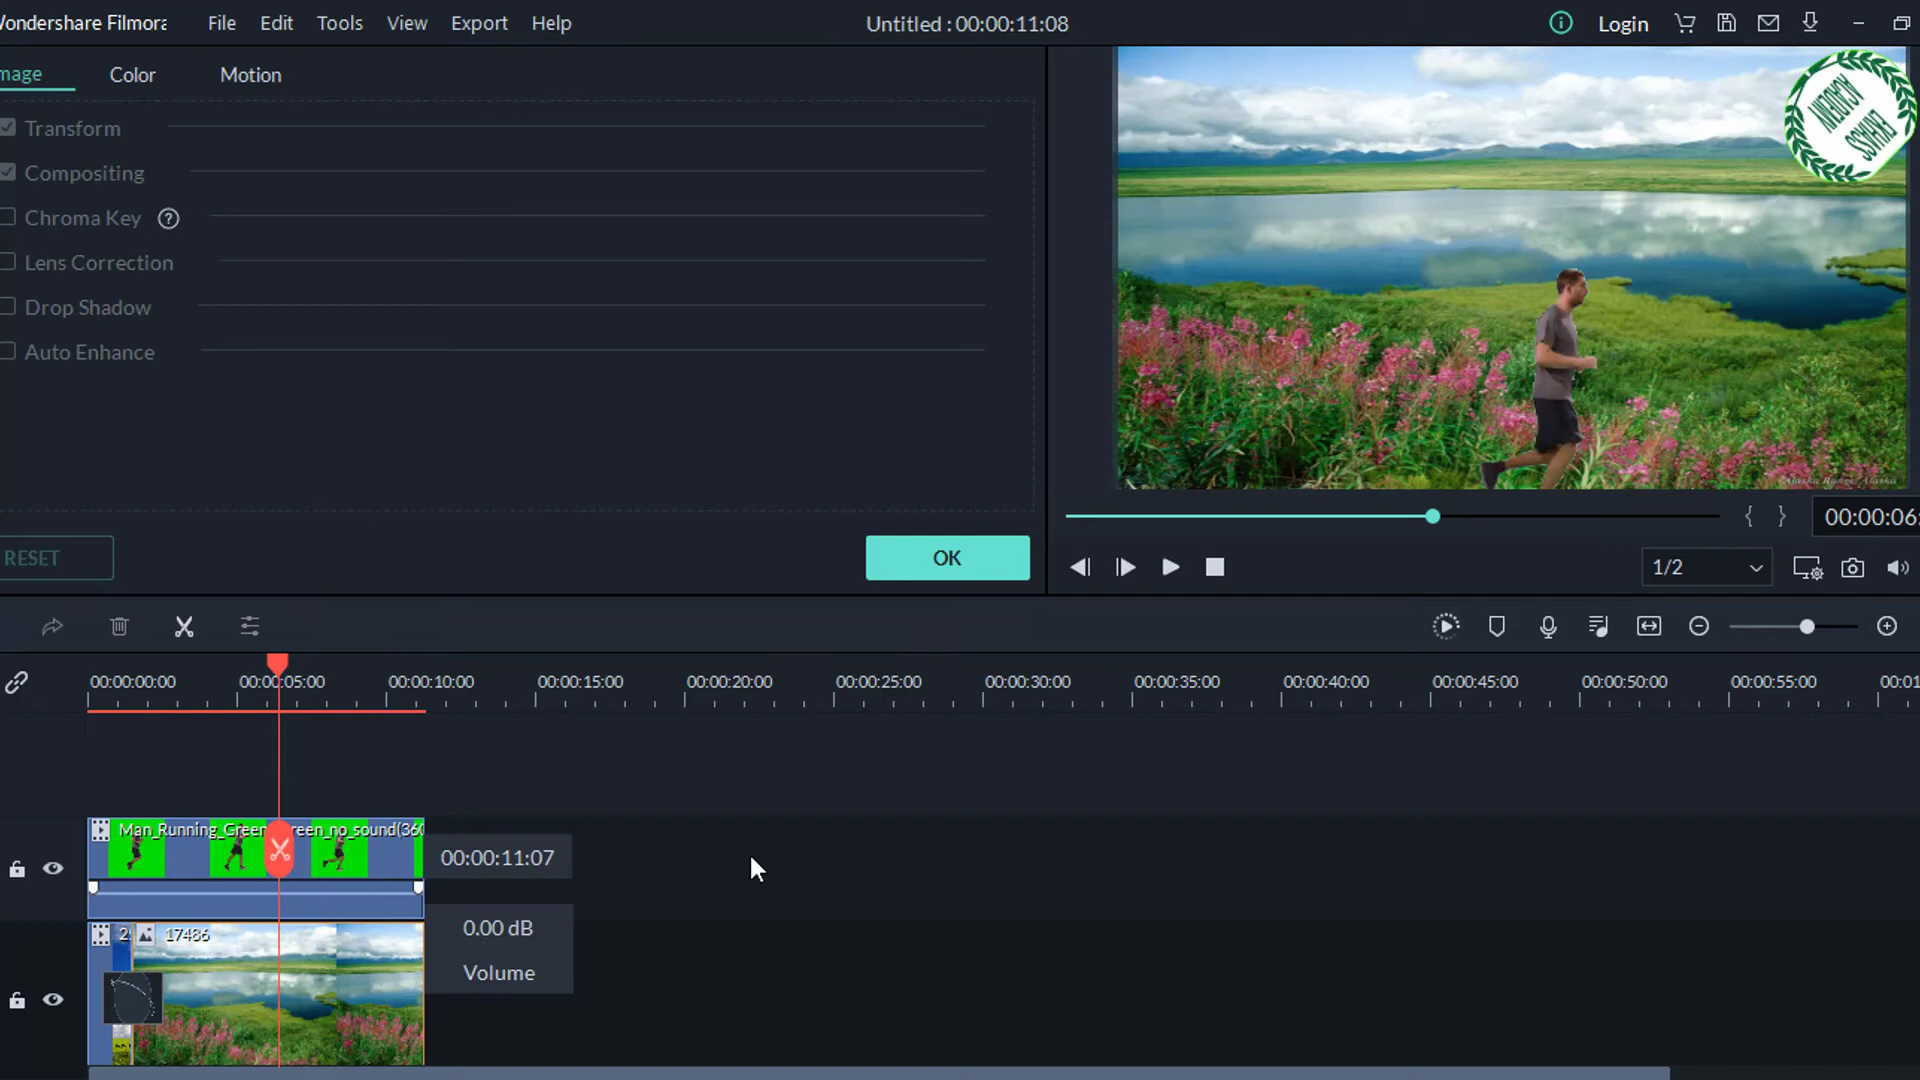 Wondershare Filmora
File
Edit
Tools
View
Export
Help
Untitled : 00:00:11:08
Login
Image
Color
Motion
Transform
Compositing
Chroma Key
Lens Correction
Drop Shadow
Auto Enhance
RESET
OK
ACADEMY
{ }
00:00:06:
1/2
00:00:00:00
00:00:05:00
00:00:10:00
00:00:15:00
00:00:20:00
00:00:25:00
00:00:30:00
00:00:35:00
00:00:40:00
00:00:45:00
00:00:50:00
00:00:55:00
00:01
Man_Running_Green_Screen_no_sound(360
00:00:11:07
2
17486
0.00 dB
Volume